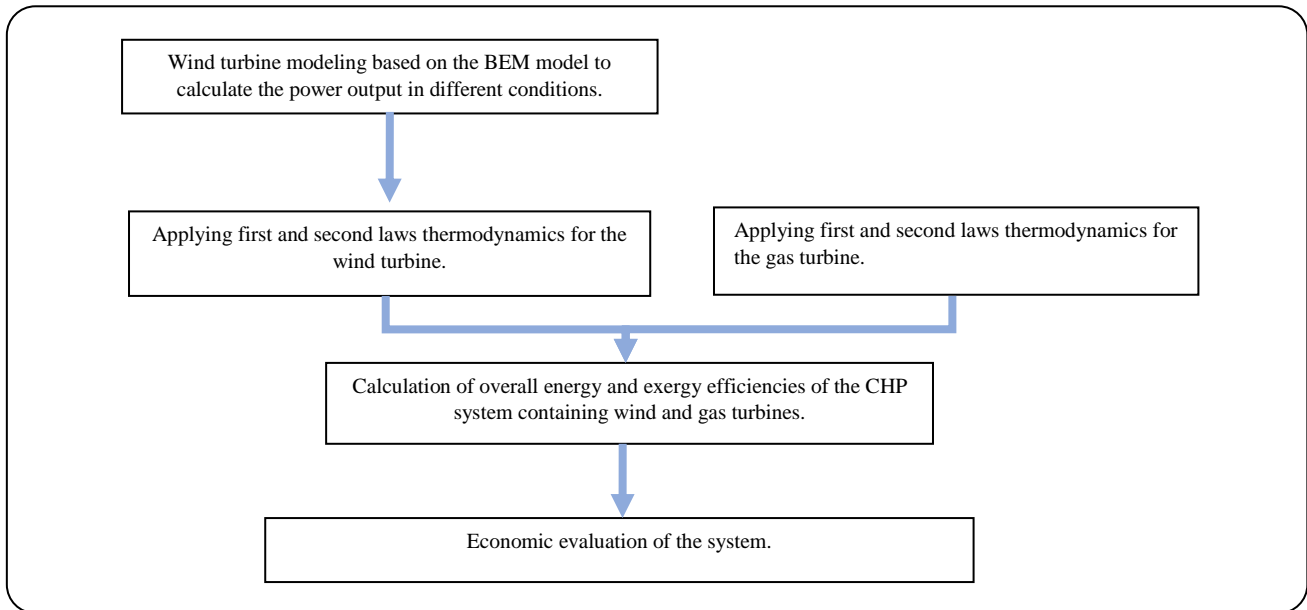 Wind turbine modeling based on the BEM model to
calculate the power output in different conditions.
Applying first and second laws thermodynamics for the
wind turbine.
Applying first and second laws thermodynamics for
the gas turbine.
Calculation of overall energy and exergy efficiencies of the CHP
system containing wind and gas turbines.
Economic evaluation of the system.